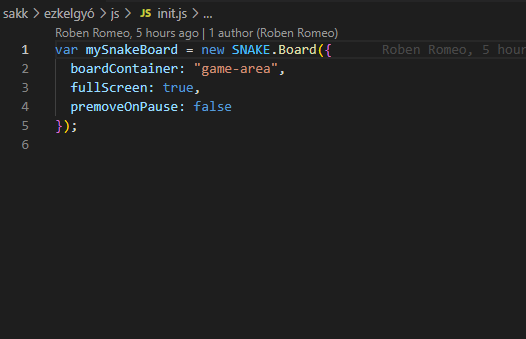 sakk > ezkelgyó > js > JS init.js > ...
Roben Romeo, 5 hours ago | 1 author (Roben Romeo)
1 var mySnakeBoard = new SNAKE.Board({ Roben Romeo, 5 hour
2 boardContainer: "game-area",
3 fullScreen: true,
4 premoveOnPause: false
5 });
6